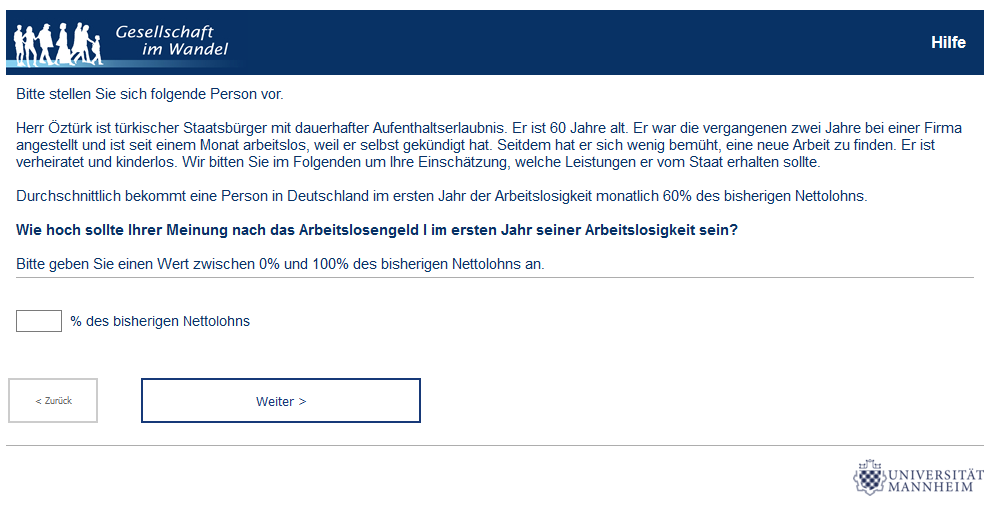 Gesellschaft
im Wandel
Hilfe
Bitte stellen Sie sich folgende Person vor.
Herr Öztürk ist türkischer Staatsbürger mit dauerhafter Aufenthaltserlaubnis. Er ist 60 Jahre alt. Er war die vergangenen zwei Jahre bei einer Firma
angestellt und ist seit einem Monat arbeitslos, weil er selbst gekündigt hat. Seitdem hat er sich wenig bemüht, eine neue Arbeit zu finden. Er ist
verheiratet und kinderlos. Wir bitten Sie im Folgenden um Ihre Einschätzung, welche Leistungen er vom Staat erhalten sollte.
Durchschnittlich bekommt eine Person in Deutschland im ersten Jahr der Arbeitslosigkeit monatlich 60% des bisherigen Nettolohns.
Wie hoch sollte Ihrer Meinung nach das Arbeitslosengeld I im ersten Jahr seiner Arbeitslosigkeit sein?
Bitte geben Sie einen Wert zwischen 0% und 100% des bisherigen Nettolohns an.
% des bisherigen Nettolohns
< Zurück
Weiter >
UNIVERSITÄT
MANNHEIM